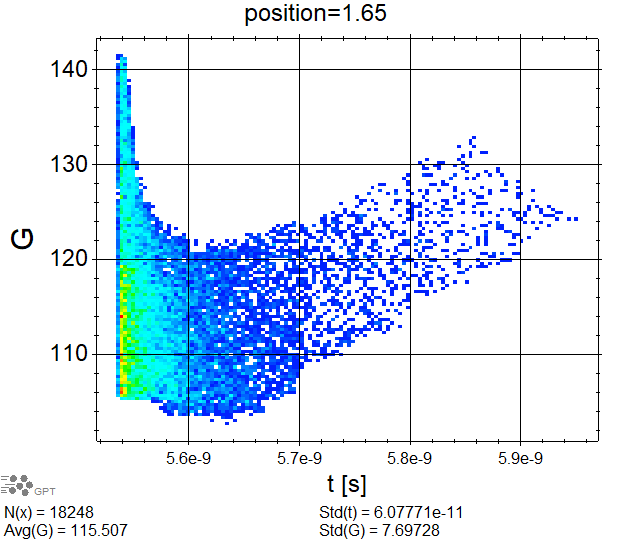 position=1.65
140
130
120
110
G
5.6e-9 5.7e-9 5.8e-9 5.9e-9
t [s]
GPT
N(x) = 18248 Std(t) = 6.07771e-11
Avg(G) = 115.507 Std(G) = 7.69728